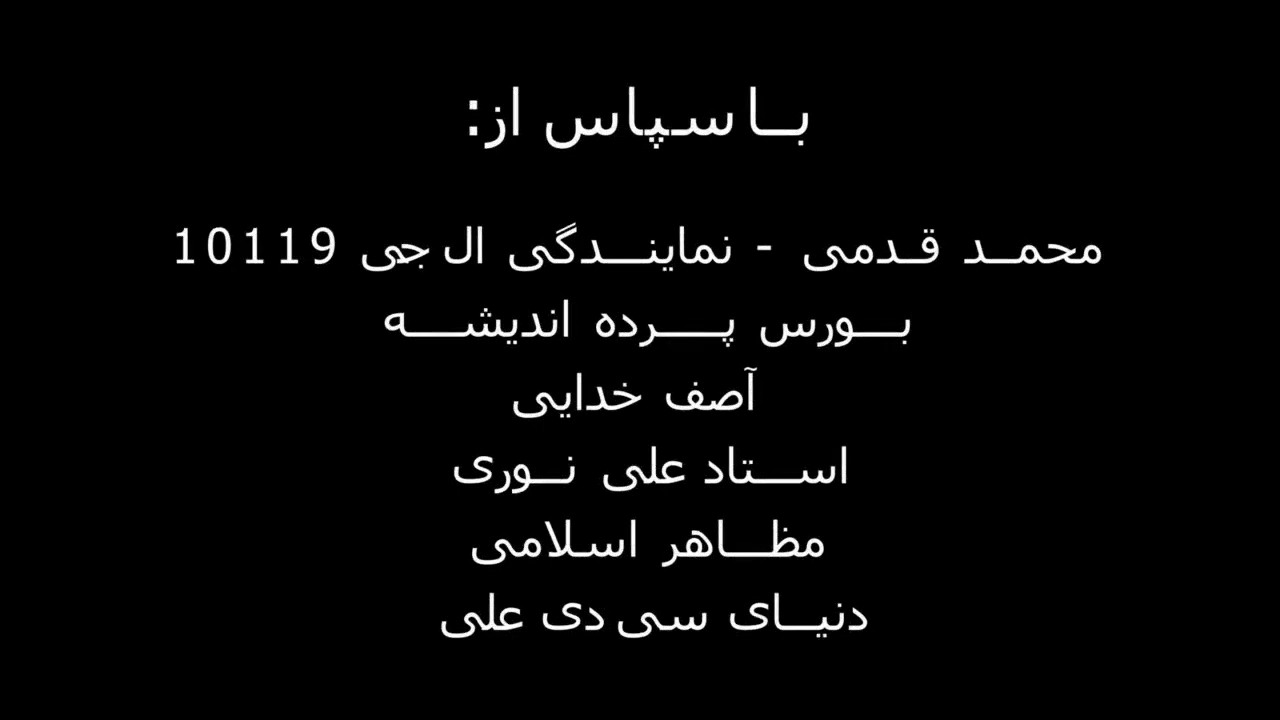 با سپاس از:
محمد قدمی - نمایندگی ال جی 10119
بورس پرده اندیشه
آصف خدایی
استاد علی نوری
مظاهر اسلامی
دنیای سی دی علی